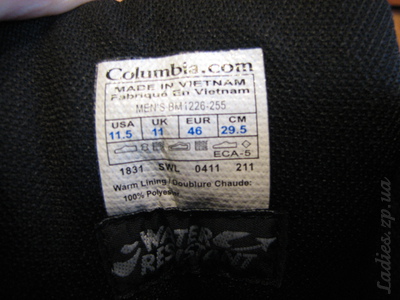 Columbia.com
MADE IN VIETNAM
Fabriqué En Vietnam
MEN'S BM1226-255
USA UK EUR CM
11.5 11 46 29.5
ECA-5
1831 SWL 0411 211
Warm Lining/Doublure Chaude:
100% Polyester
WATER
RESISTANT
Ladies.zp.ua